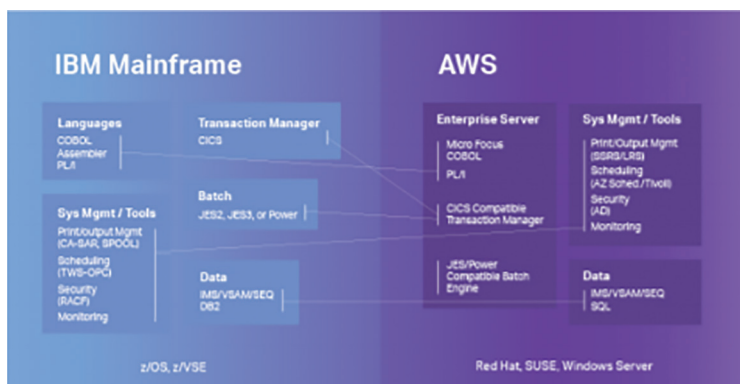 IBM Mainframe
Languages
COBOL
Assembler
PL/I
Transaction Manager
CICS
Batch
JES2, JES3, or Power
Sys Mgmt / Tools
Print/output Mgmt
(CA-SAR, SPOOL)
Scheduling
(TWS-OPC)
Security
(RACF)
Monitoring
Data
IMS/VSAM/SEQ
DB2
z/OS, z/VSE
AWS
Enterprise Server
Micro Focus
COBOL
PL/I
CICS Compatible
Transaction Manager
JES/Power
Compatible Batch
Engine
Sys Mgmt / Tools
Print/Output Mgmt
(SSRS/LRS)
Scheduling
(AZ Sched./Tivoli)
Security
(AD)
Monitoring
Data
IMS/VSAM/SEQ
SQL
Red Hat, SUSE, Windows Server